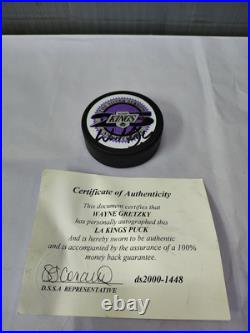 KINGS
Certificate of Authenticity
This document certifies that
WAYNE GRETZKY
has personally autographed this
LA KINGS PUCK
And is hereby sworn to be authentic
and is accompanied by the assurance of a 100%
money back guarantee.
ds2000-1448
D.S.S.A REPRESENTATIVE